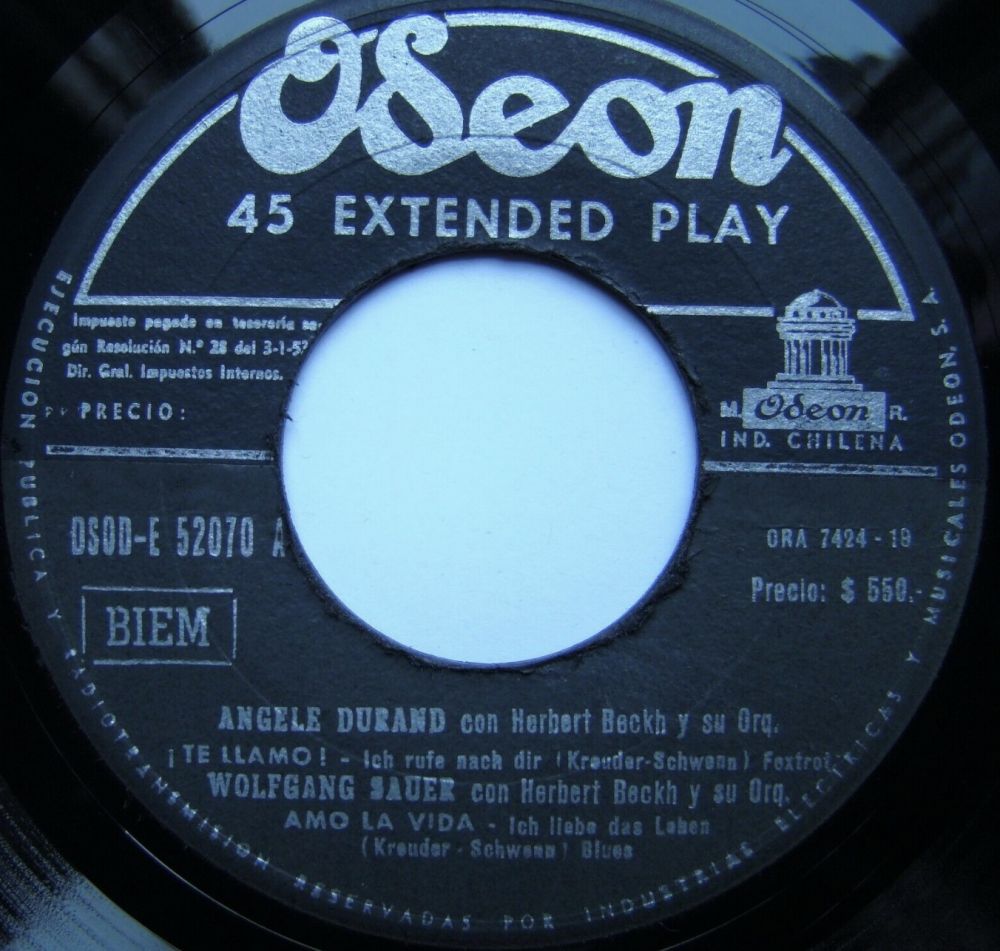 Odeon
45 EXTENDED PLAY
Impuesto pagado en tesorería se-
gún Resolución N.º 28 del 3-1-57
Dir. Gral. Impuestos Internos.
PRECIO:
M. Odeon R.
IND. CHILENA
OSOD-E 52070 A
ORA 7424 - 19
Precio: $ 550.-
BIEM
ANGELE DURAND con Herbert Beckh y su Orq.
¡TE LLAMO! - Ich rufe nach dir (Kreuder-Schwenn) Foxtrot
WOLFGANG SAUER con Herbert Beckh y su Orq.
AMO LA VIDA - Ich liebe das Leben
(Kreuder - Schwenn) Blues
EJECUCION PUBLICA Y RADIOTRANSMISION RESERVADAS POR INDUSTRIAS ELECTRICAS Y MUSICALES ODEON, S. A.